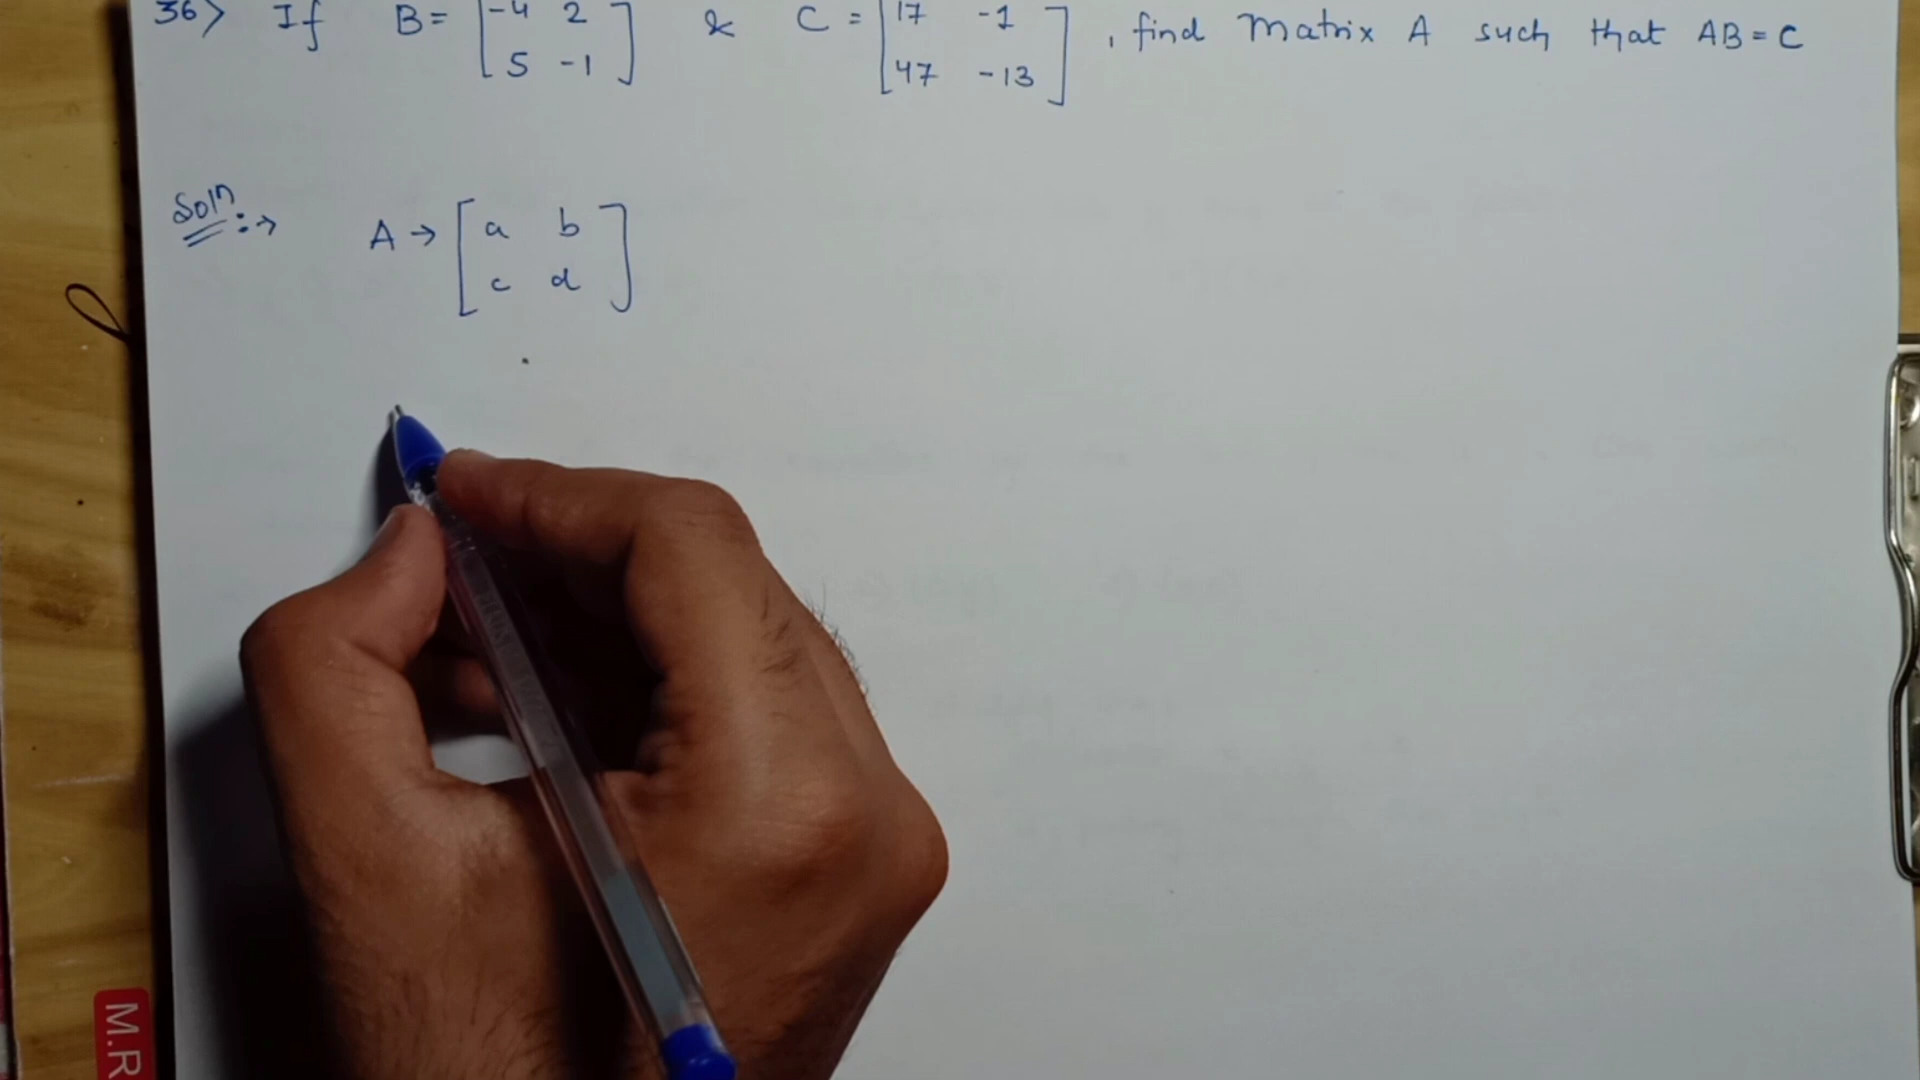 36> If B = [-4 2 & C = [17 -1 , find Matrix A such that AB = C
5 -1] 47 -13]
Soln :→ A → [a b
c d]
M.R